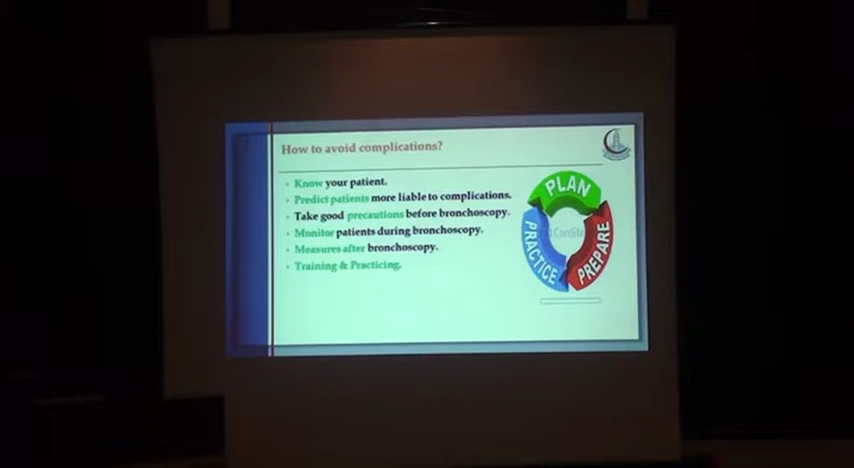 How to avoid complications?
Know your patient.
Predict patients more liable to complications.
Take good precautions before bronchoscopy.
Monitor patients during bronchoscopy.
Measures after bronchoscopy.
Training & Practicing.
PLAN
PREPARE
PRACTICE